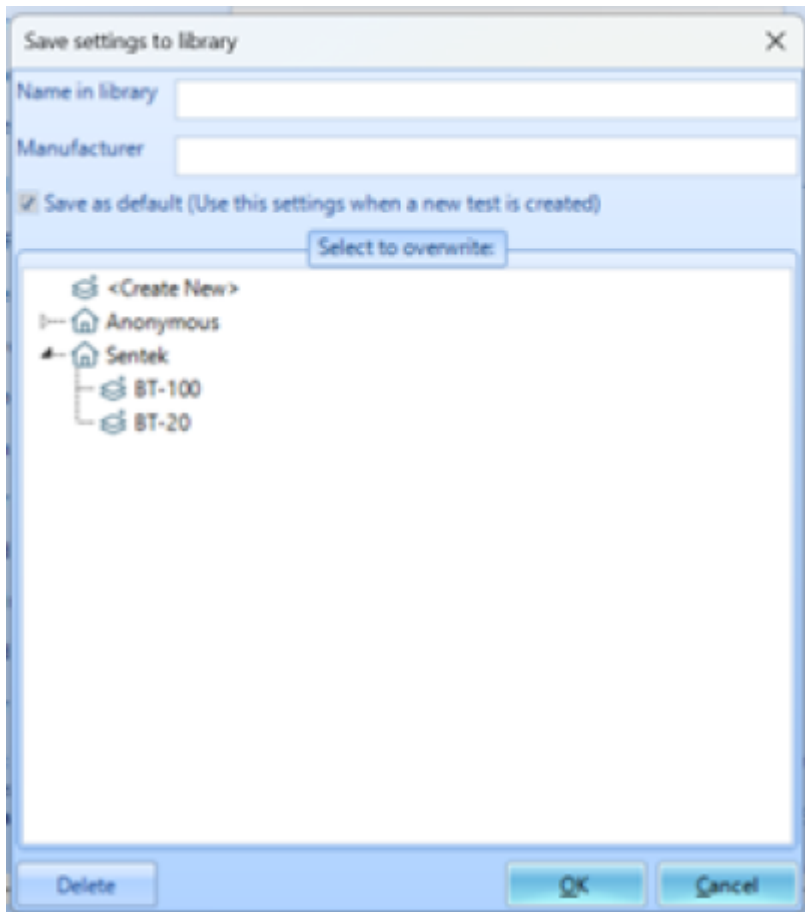 Save settings to library
Name in library
Manufacturer
Save as default (Use this settings when a new test is created)
Select to overwrite:
<Create New>
Anonymous
Sentek
BT-100
BT-20
Delete
OK
Cancel